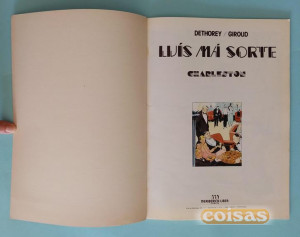 DETHOREY / GIROUD
LUÍS MÁ SORTE
CHARLESTON
coisas